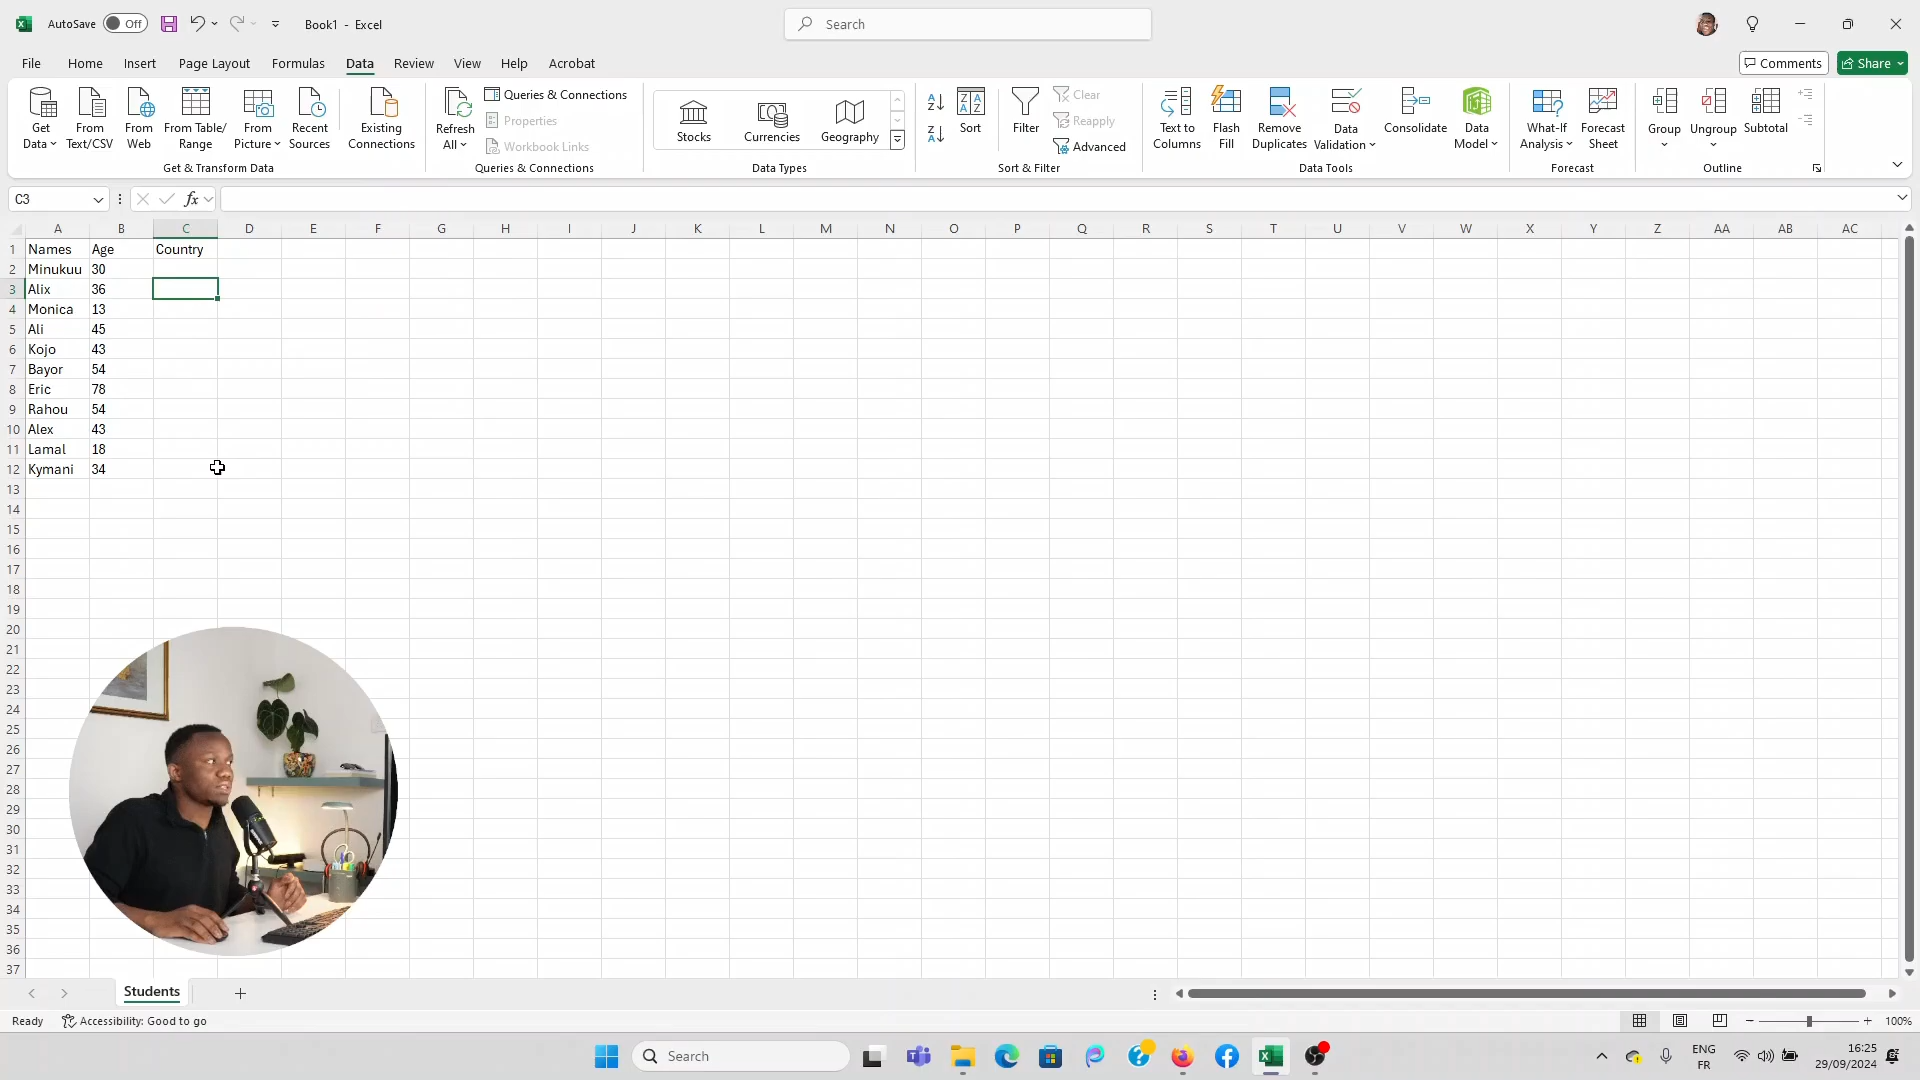 AutoSave Off Book1 - Excel Search
File Home Insert Page Layout Formulas Data Review View Help Acrobat Comments Share
Get Data From Text/CSV From Web From Table/Range From Picture Recent Sources Existing Connections
Get & Transform Data
Refresh All Queries & Connections Properties Workbook Links
Queries & Connections
Stocks Currencies Geography
Data Types
Sort Filter Clear Reapply Advanced
Sort & Filter
Text to Columns Flash Fill Remove Duplicates Data Validation Consolidate Data Model
Data Tools
What-If Analysis Forecast Sheet
Forecast
Group Ungroup Subtotal
Outline
C3 fx
A B C D E F G H I J K L M N O P Q R S T U V W X Y Z AA AB AC
1 Names Age Country
2 Minukuu 30
3 Alix 36
4 Monica 13
5 Ali 45
6 Kojo 43
7 Bayor 54
8 Eric 78
9 Rahou 54
10 Alex 43
11 Lamal 18
12 Kymani 34
13
14
15
16
17
18
19
20
21
22
23
24
25
26
27
28
29
30
31
32
33
34
35
36
37
Students
Ready Accessibility: Good to go 100%
Search ENG 16:25
FR 29/09/2024